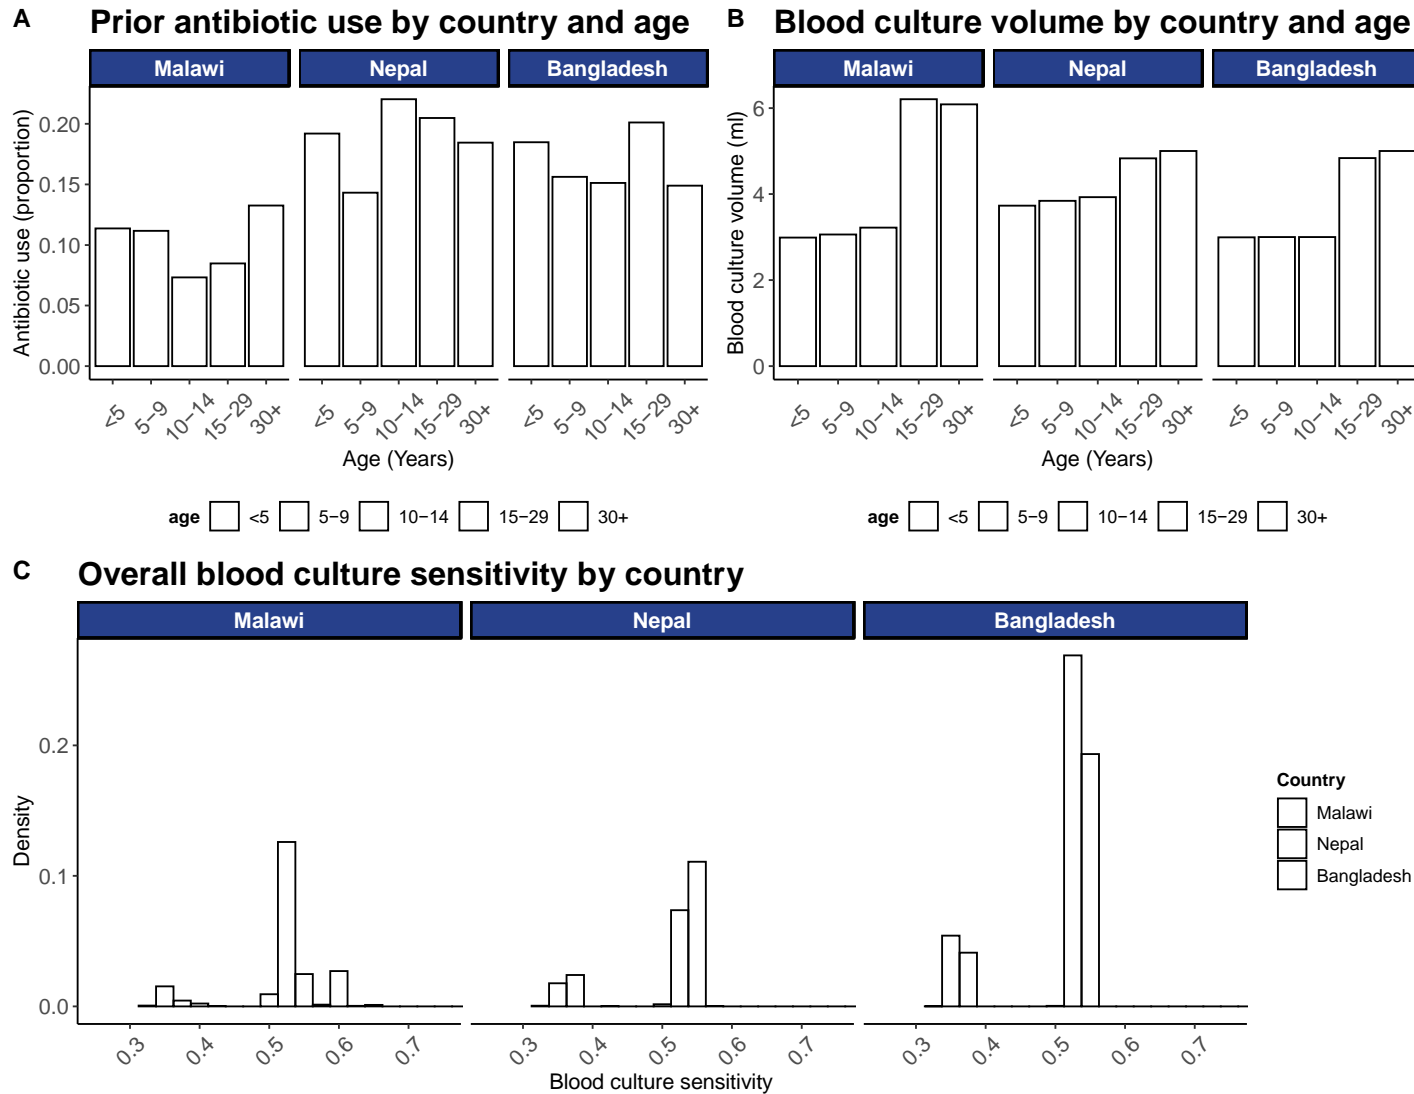 A Prior antibiotic use by country and age
Malawi Nepal Bangladesh
Antibiotic use (proportion)
0.20
0.15
0.10
0.05
0.00
<5 5−9 10−14 15−29 30+ <5 5−9 10−14 15−29 30+ <5 5−9 10−14 15−29 30+
Age (Years)
age <5 5−9 10−14 15−29 30+
B Blood culture volume by country and age
Malawi Nepal Bangladesh
Blood culture volume (ml)
6
4
2
0
<5 5−9 10−14 15−29 30+ <5 5−9 10−14 15−29 30+ <5 5−9 10−14 15−29 30+
Age (Years)
age <5 5−9 10−14 15−29 30+
C Overall blood culture sensitivity by country
Malawi Nepal Bangladesh
Density
0.2
0.1
0.0
0.3 0.4 0.5 0.6 0.7 0.3 0.4 0.5 0.6 0.7 0.3 0.4 0.5 0.6 0.7
Blood culture sensitivity
Country
Malawi
Nepal
Bangladesh